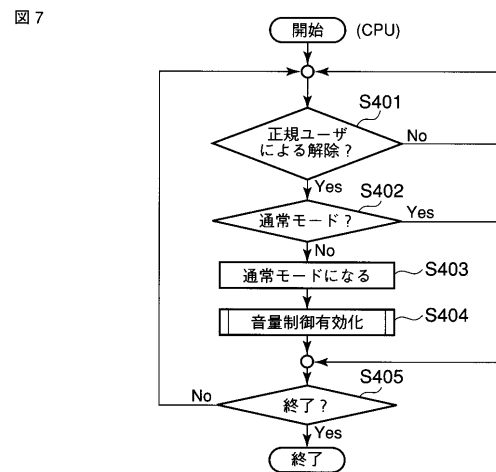 図7
開始 (CPU)
S401
正規ユーザ
による解除?
No
Yes
S402
通常モード?
Yes
No
通常モードになる
S403
音量制御有効化
S404
S405
No
終了?
Yes
終了